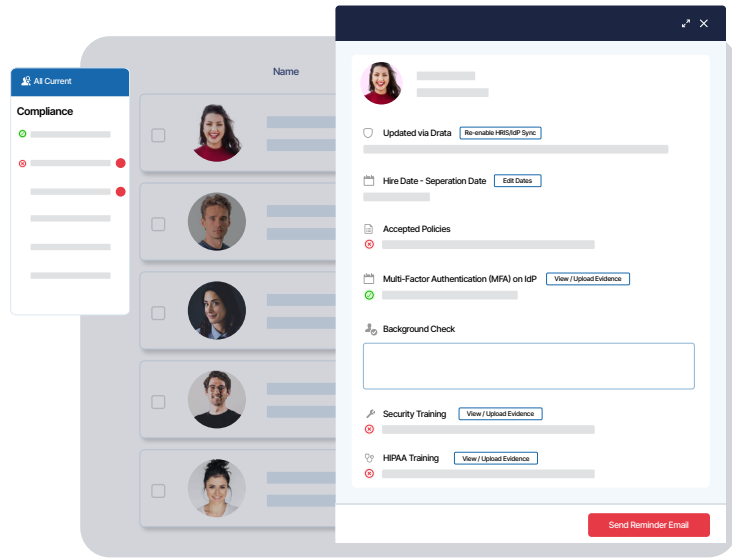 All Current
Compliance
Name
Updated via Drata
Re-enable HRIS/IdP Sync
Hire Date - Seperation Date
Edit Dates
Accepted Policies
Multi-Factor Authentication (MFA) on IdP
View / Upload Evidence
Background Check
Security Training
View / Upload Evidence
HIPAA Training
View / Upload Evidence
Send Reminder Email